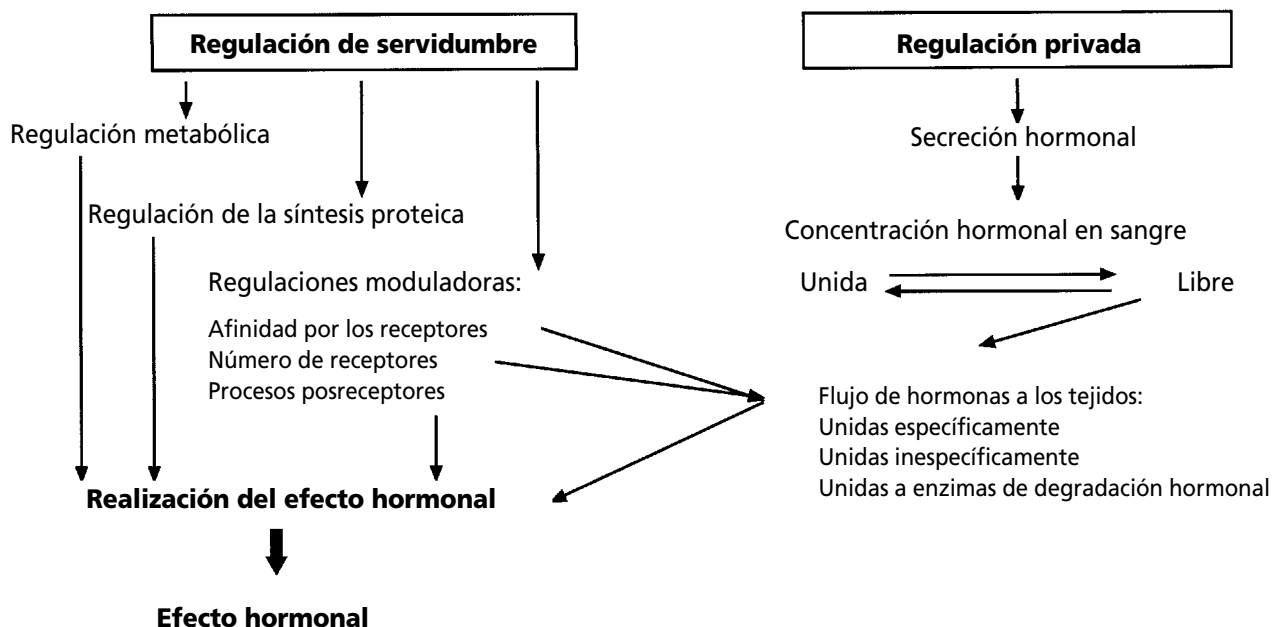 Regulación de servidumbre
Regulación privada
Regulación metabólica
Secreción hormonal
Regulación de la síntesis proteica
Concentración hormonal en sangre
Regulaciones moduladoras:
Unida
Libre
Afinidad por los receptores
Número de receptores
Procesos posreceptores
Flujo de hormonas a los tejidos:
Unidas específicamente
Unidas inespecíficamente
Unidas a enzimas de degradación hormonal
Realización del efecto hormonal
Efecto hormonal